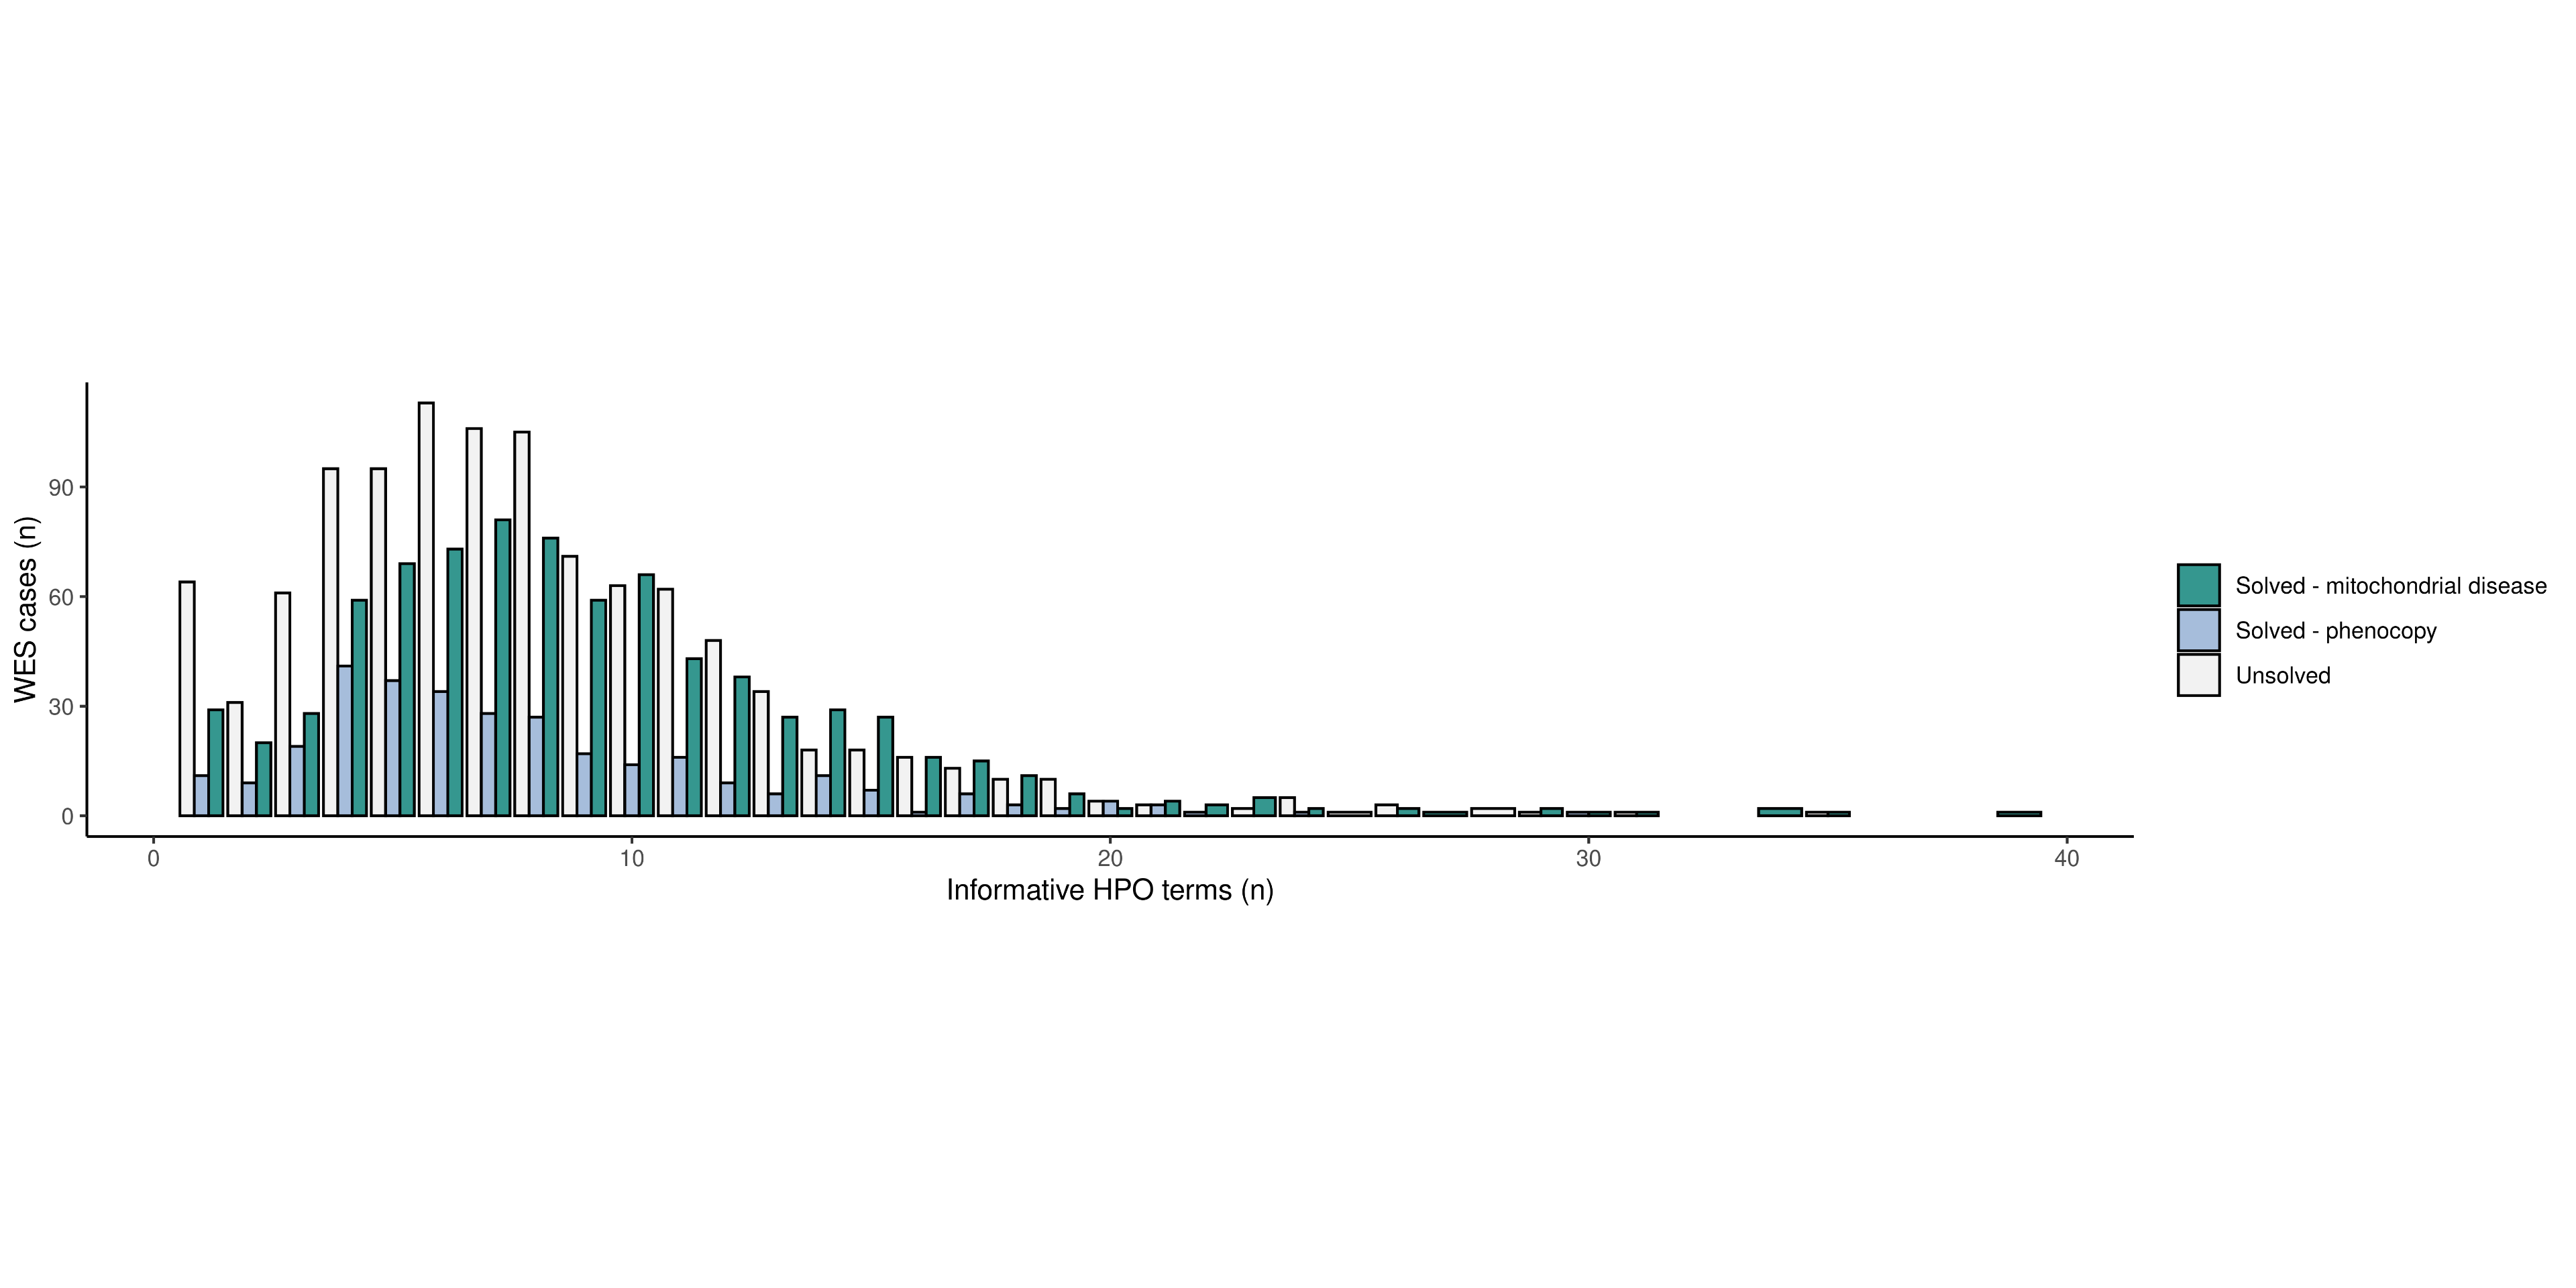 WES cases (n)
90
60
30
0
0 10 20 30 40
Informative HPO terms (n)
Solved - mitochondrial disease
Solved - phenocopy
Unsolved